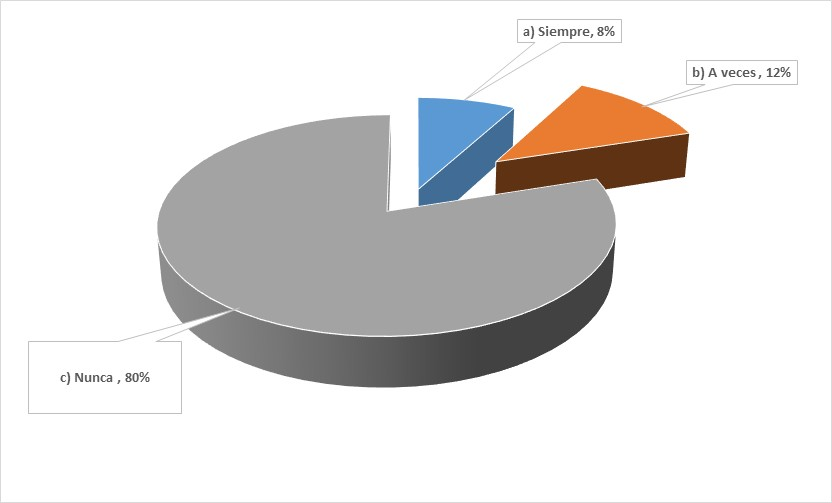 a) Siempre, 8%
b) A veces , 12%
c) Nunca , 80%